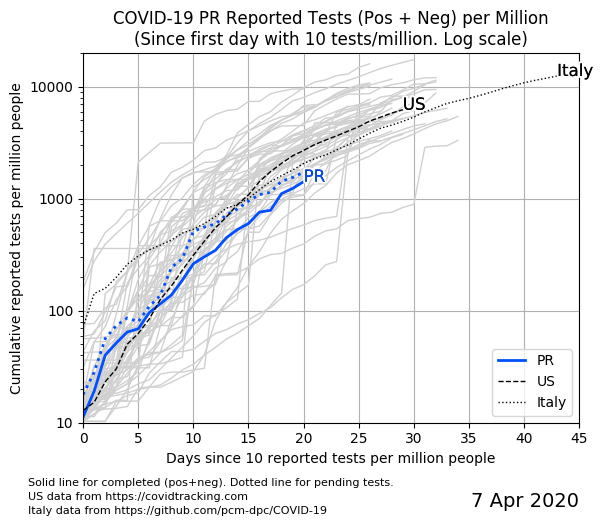 COVID-19 PR Reported Tests (Pos + Neg) per Million
(Since first day with 10 tests/million. Log scale)
Cumulative reported tests per million people
10000
1000
100
10
Italy
US
PR
PR
US
Italy
0 5 10 15 20 25 30 35 40 45
Days since 10 reported tests per million people
Solid line for completed (pos+neg). Dotted line for pending tests.
US data from https://covidtracking.com
Italy data from https://github.com/pcm-dpc/COVID-19
7 Apr 2020